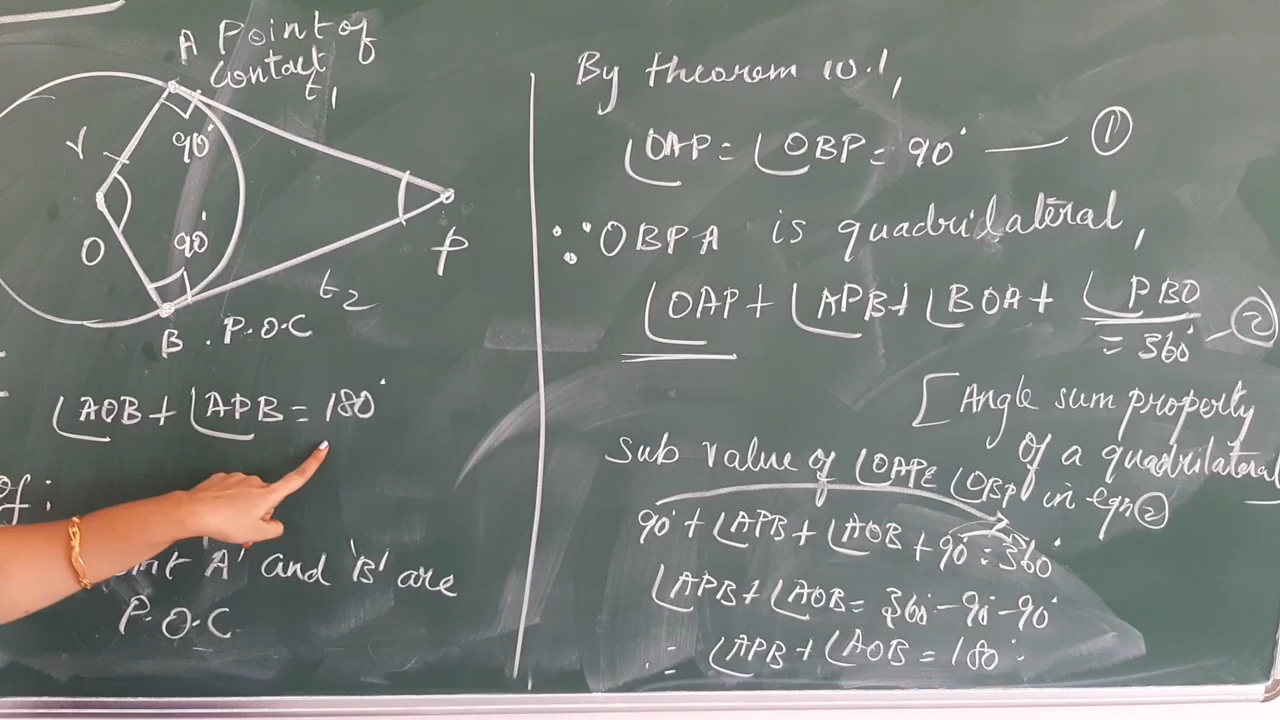 A Point of
Contact
t1
r
90°
O
90°
P
t2
B . P.O.C
∠AOB + ∠APB = 180°
of :
A' and 'B' are
P.O.C
By theorem 10.1,
∠OAP = ∠OBP = 90° — ①
∵ OBPA is quadrilateral,
∠OAP + ∠APB + ∠BOA + ∠PBO
= 360° — ②
[Angle sum property
of a quadrilateral
Sub value of ∠OAP & ∠OBP in eqn ②
90° + ∠APB + ∠AOB + 90° = 360°
∠APB + ∠AOB = 360° - 90° - 90°
∴ ∠APB + ∠AOB = 180°.